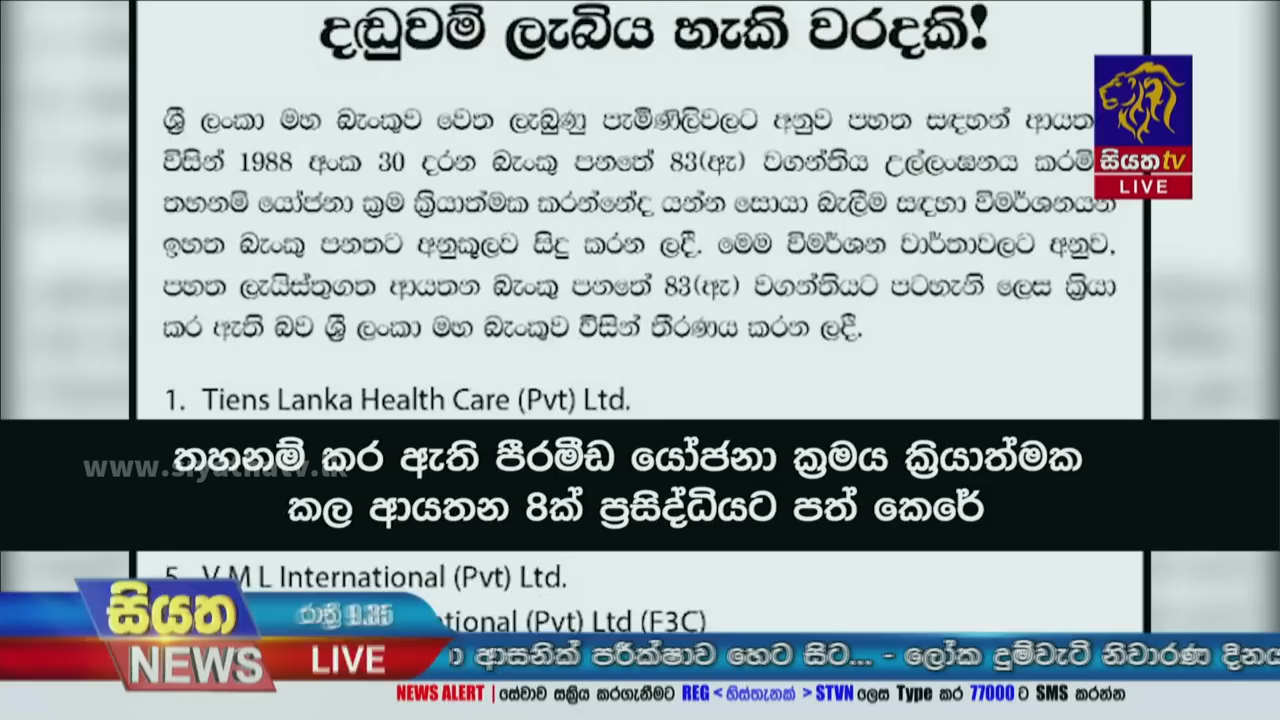 දඬුවම් ලැබිය හැකි වරදකි!
ශ්‍රී ලංකා මහ බැංකුව වෙත ලැබුණු පැමිණිලිවලට අනුව පහත සඳහන්
විසින් 1988 අංක 30 දරන බැංකු පනතේ 83(ඇ) වගන්තිය උල්ලංඝනය
තහනම් යෝජනා ක්‍රම ක්‍රියාත්මක කරන්නේද යන්න සොයා බැලීම සඳහා විමර්ශනයන්
ඉහත බැංකු පනතට අනුකූලව සිදු කරන ලදී. මෙම විමර්ශන වාර්තාවලට අනුව,
පහත ලැයිස්තුගත ආයතන බැංකු පනතේ 83(ඇ) වගන්තියට පටහැනි ලෙස ක්‍රියා
කර ඇති බව ශ්‍රී ලංකා මහ බැංකුව විසින් තීරණය කරන ලදී.
සියත tv
LIVE
1. Tiens Lanka Health Care (Pvt) Ltd.
www.siyathatv.lk
තහනම් කර ඇති පිරමීඩ යෝජනා ක්‍රමය ක්‍රියාත්මක
කල ආයතන 8ක් ප්‍රසිද්ධියට පත් කෙරේ
5. V M L International (Pvt) Ltd.
(Pvt) Ltd (F3C)
සියත
NEWS
රාත්‍රී 9.35
LIVE
ආසනික් පරීක්ෂාව හෙට සිට... - ලෝක දුම්වැටි නිවාරණ දිනය
NEWS ALERT | සේවාව සක්‍රිය කරගැනීමට REG < හිස්තැනක් > STVN ලෙස Type කර 77000 ට SMS කරන්න